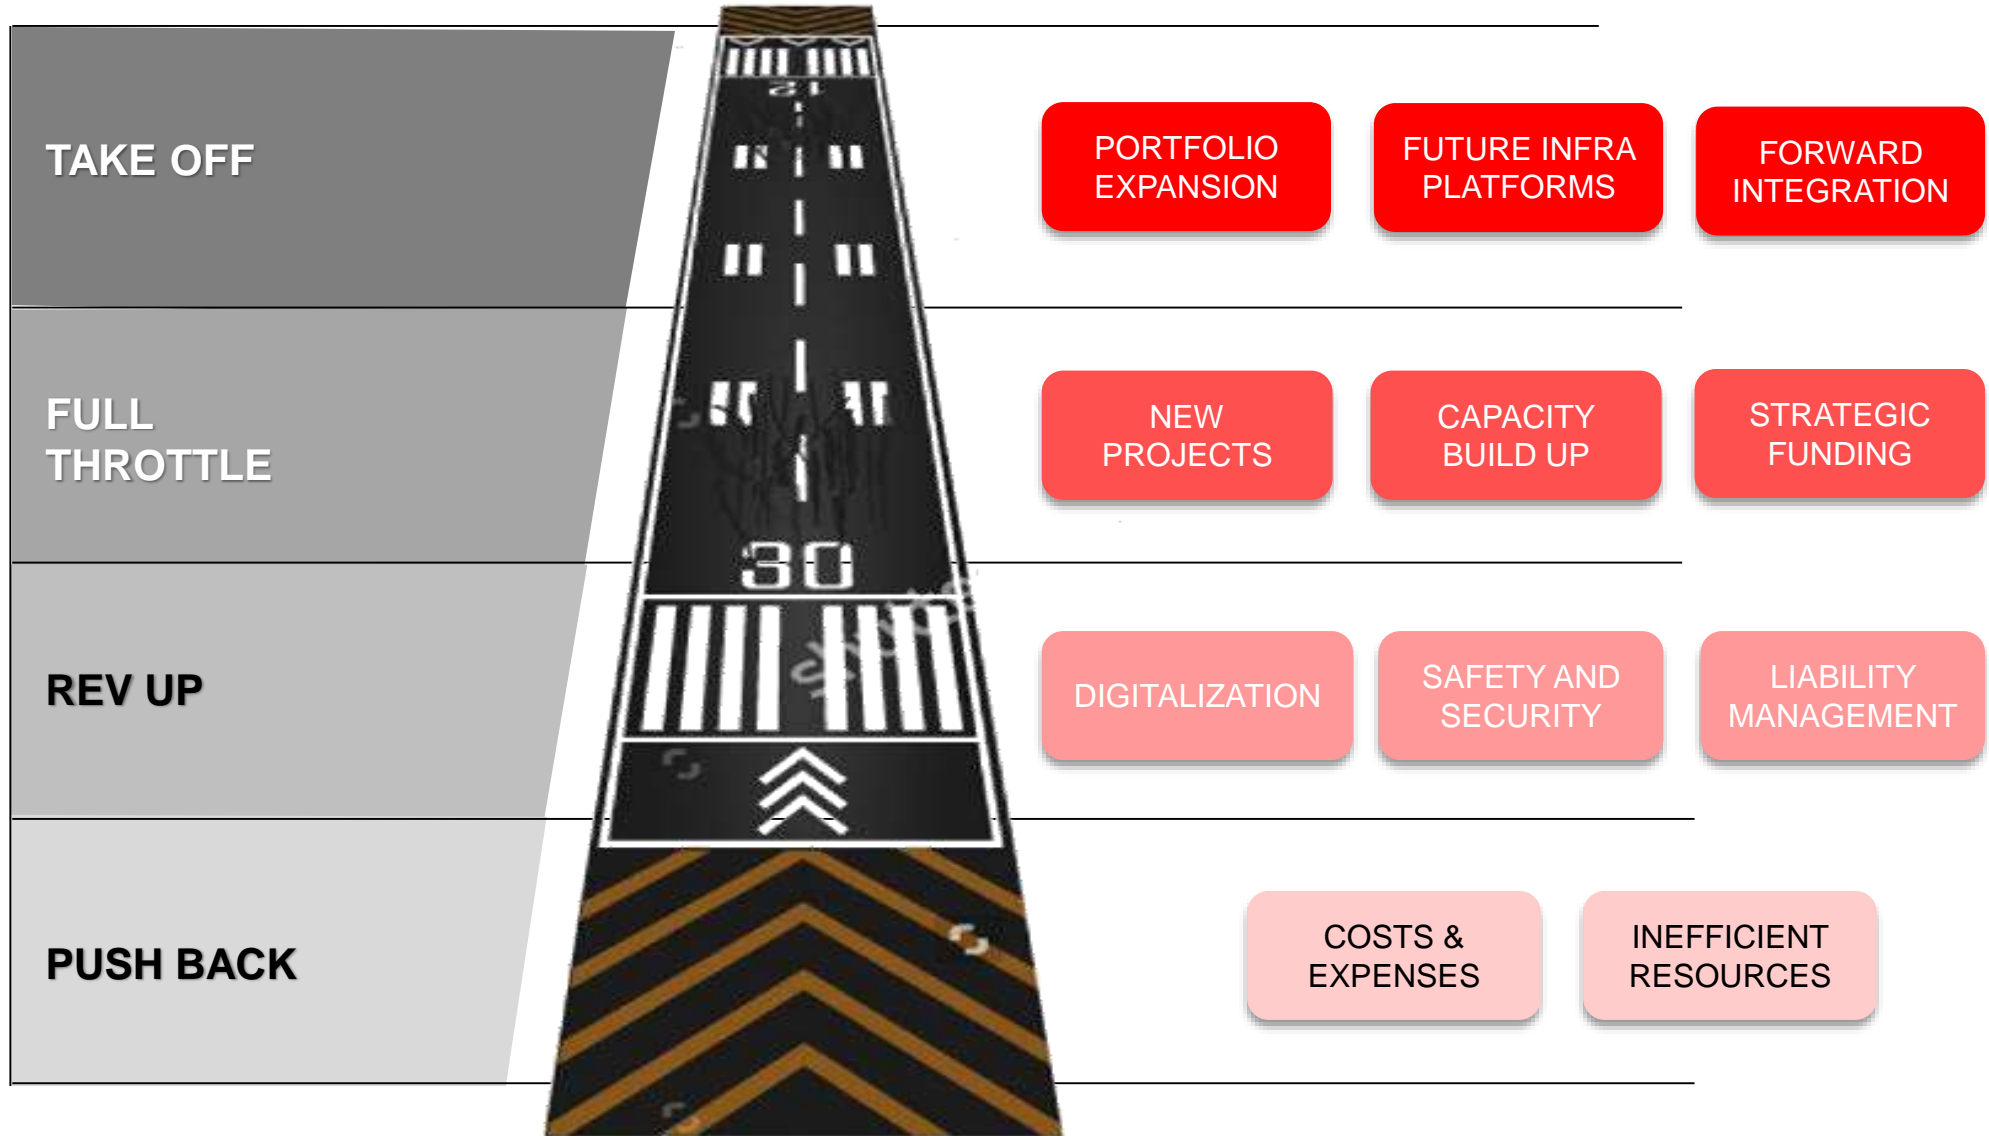 TAKE OFF
PORTFOLIO
EXPANSION
FUTURE INFRA
PLATFORMS
FORWARD
INTEGRATION
12
FULL
THROTTLE
NEW
PROJECTS
CAPACITY
BUILD UP
STRATEGIC
FUNDING
30
REV UP
DIGITALIZATION
SAFETY AND
SECURITY
LIABILITY
MANAGEMENT
PUSH BACK
COSTS &
EXPENSES
INEFFICIENT
RESOURCES